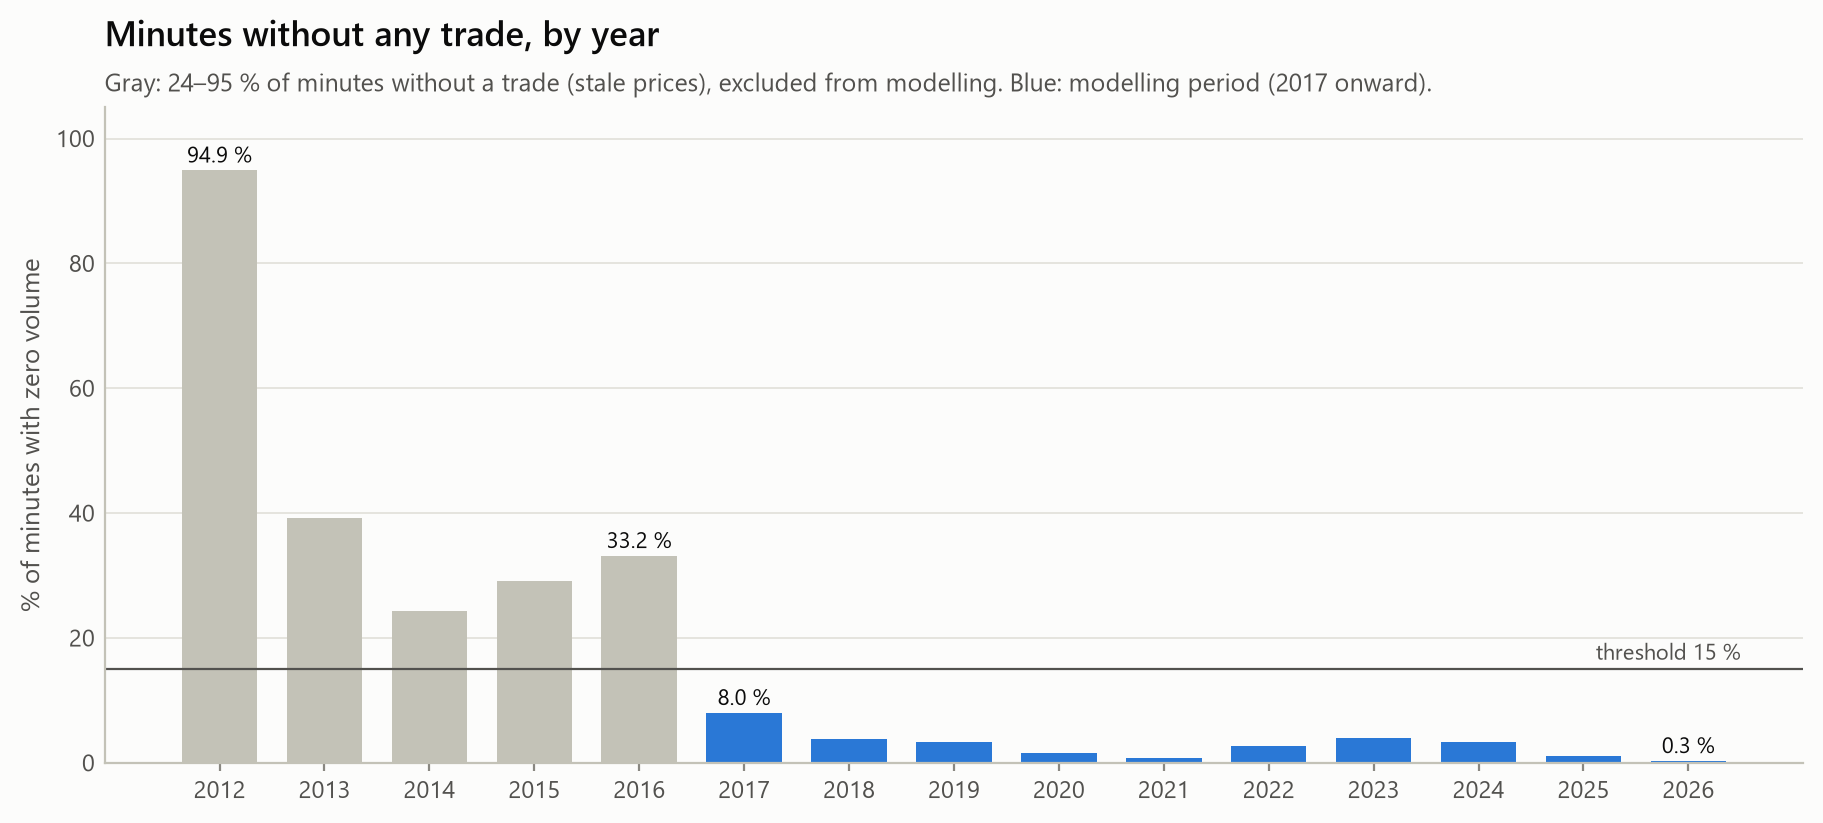 Minutes without any trade, by year
Gray: 24–95 % of minutes without a trade (stale prices), excluded from modelling. Blue: modelling period (2017 onward).
% of minutes with zero volume
100
80
60
40
20
0
94.9 %
33.2 %
8.0 %
0.3 %
threshold 15 %
2012 2013 2014 2015 2016 2017 2018 2019 2020 2021 2022 2023 2024 2025 2026